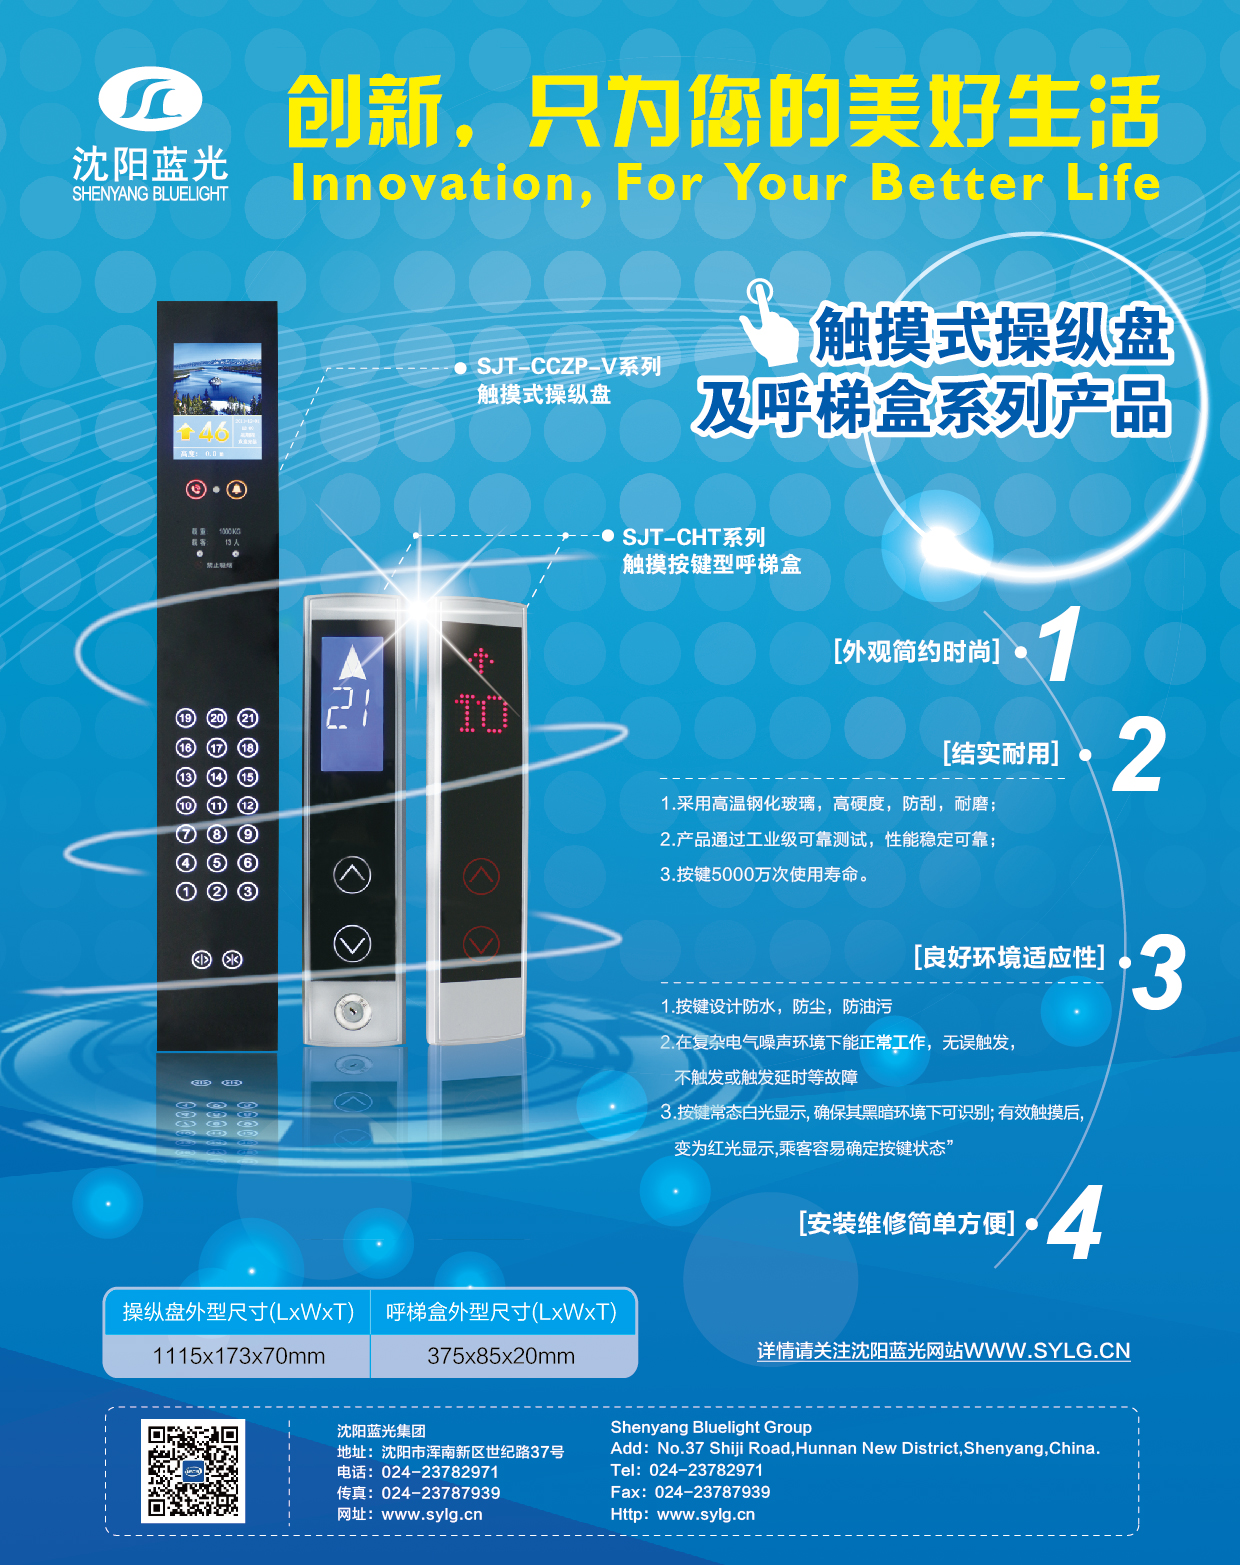 沈阳蓝光
SHENYANG BLUELIGHT
创新，只为您的美好生活
Innovation, For Your Better Life
触摸式操纵盘
及呼梯盒系列产品
SJT-CCZP-V系列
触摸式操纵盘
SJT-CHT系列
触摸按键型呼梯盒
46
高度： 0.0 m
载 重: 1000KG
载 客: 13 人
禁止吸烟
19 20 21
16 17 18
13 14 15
10 11 12
7 8 9
4 5 6
1 2 3
21
10
[外观简约时尚] 1
[结实耐用] 2
1.采用高温钢化玻璃，高硬度，防刮，耐磨；
2.产品通过工业级可靠测试，性能稳定可靠；
3.按键5000万次使用寿命。
[良好环境适应性] 3
1.按键设计防水，防尘，防油污
2.在复杂电气噪声环境下能正常工作，无误触发，
不触发或触发延时等故障
3.按键常态白光显示, 确保其黑暗环境下可识别; 有效触摸后,
变为红光显示,乘客容易确定按键状态”
[安装维修简单方便] 4
操纵盘外型尺寸(LxWxT) 呼梯盒外型尺寸(LxWxT)
1115x173x70mm 375x85x20mm
详情请关注沈阳蓝光网站WWW.SYLG.CN
沈阳蓝光集团
地址：沈阳市浑南新区世纪路37号
电话：024-23782971
传真：024-23787939
网址：www.sylg.cn
Shenyang Bluelight Group
Add：No.37 Shiji Road,Hunnan New District,Shenyang,China.
Tel：024-23782971
Fax：024-23787939
Http：www.sylg.cn